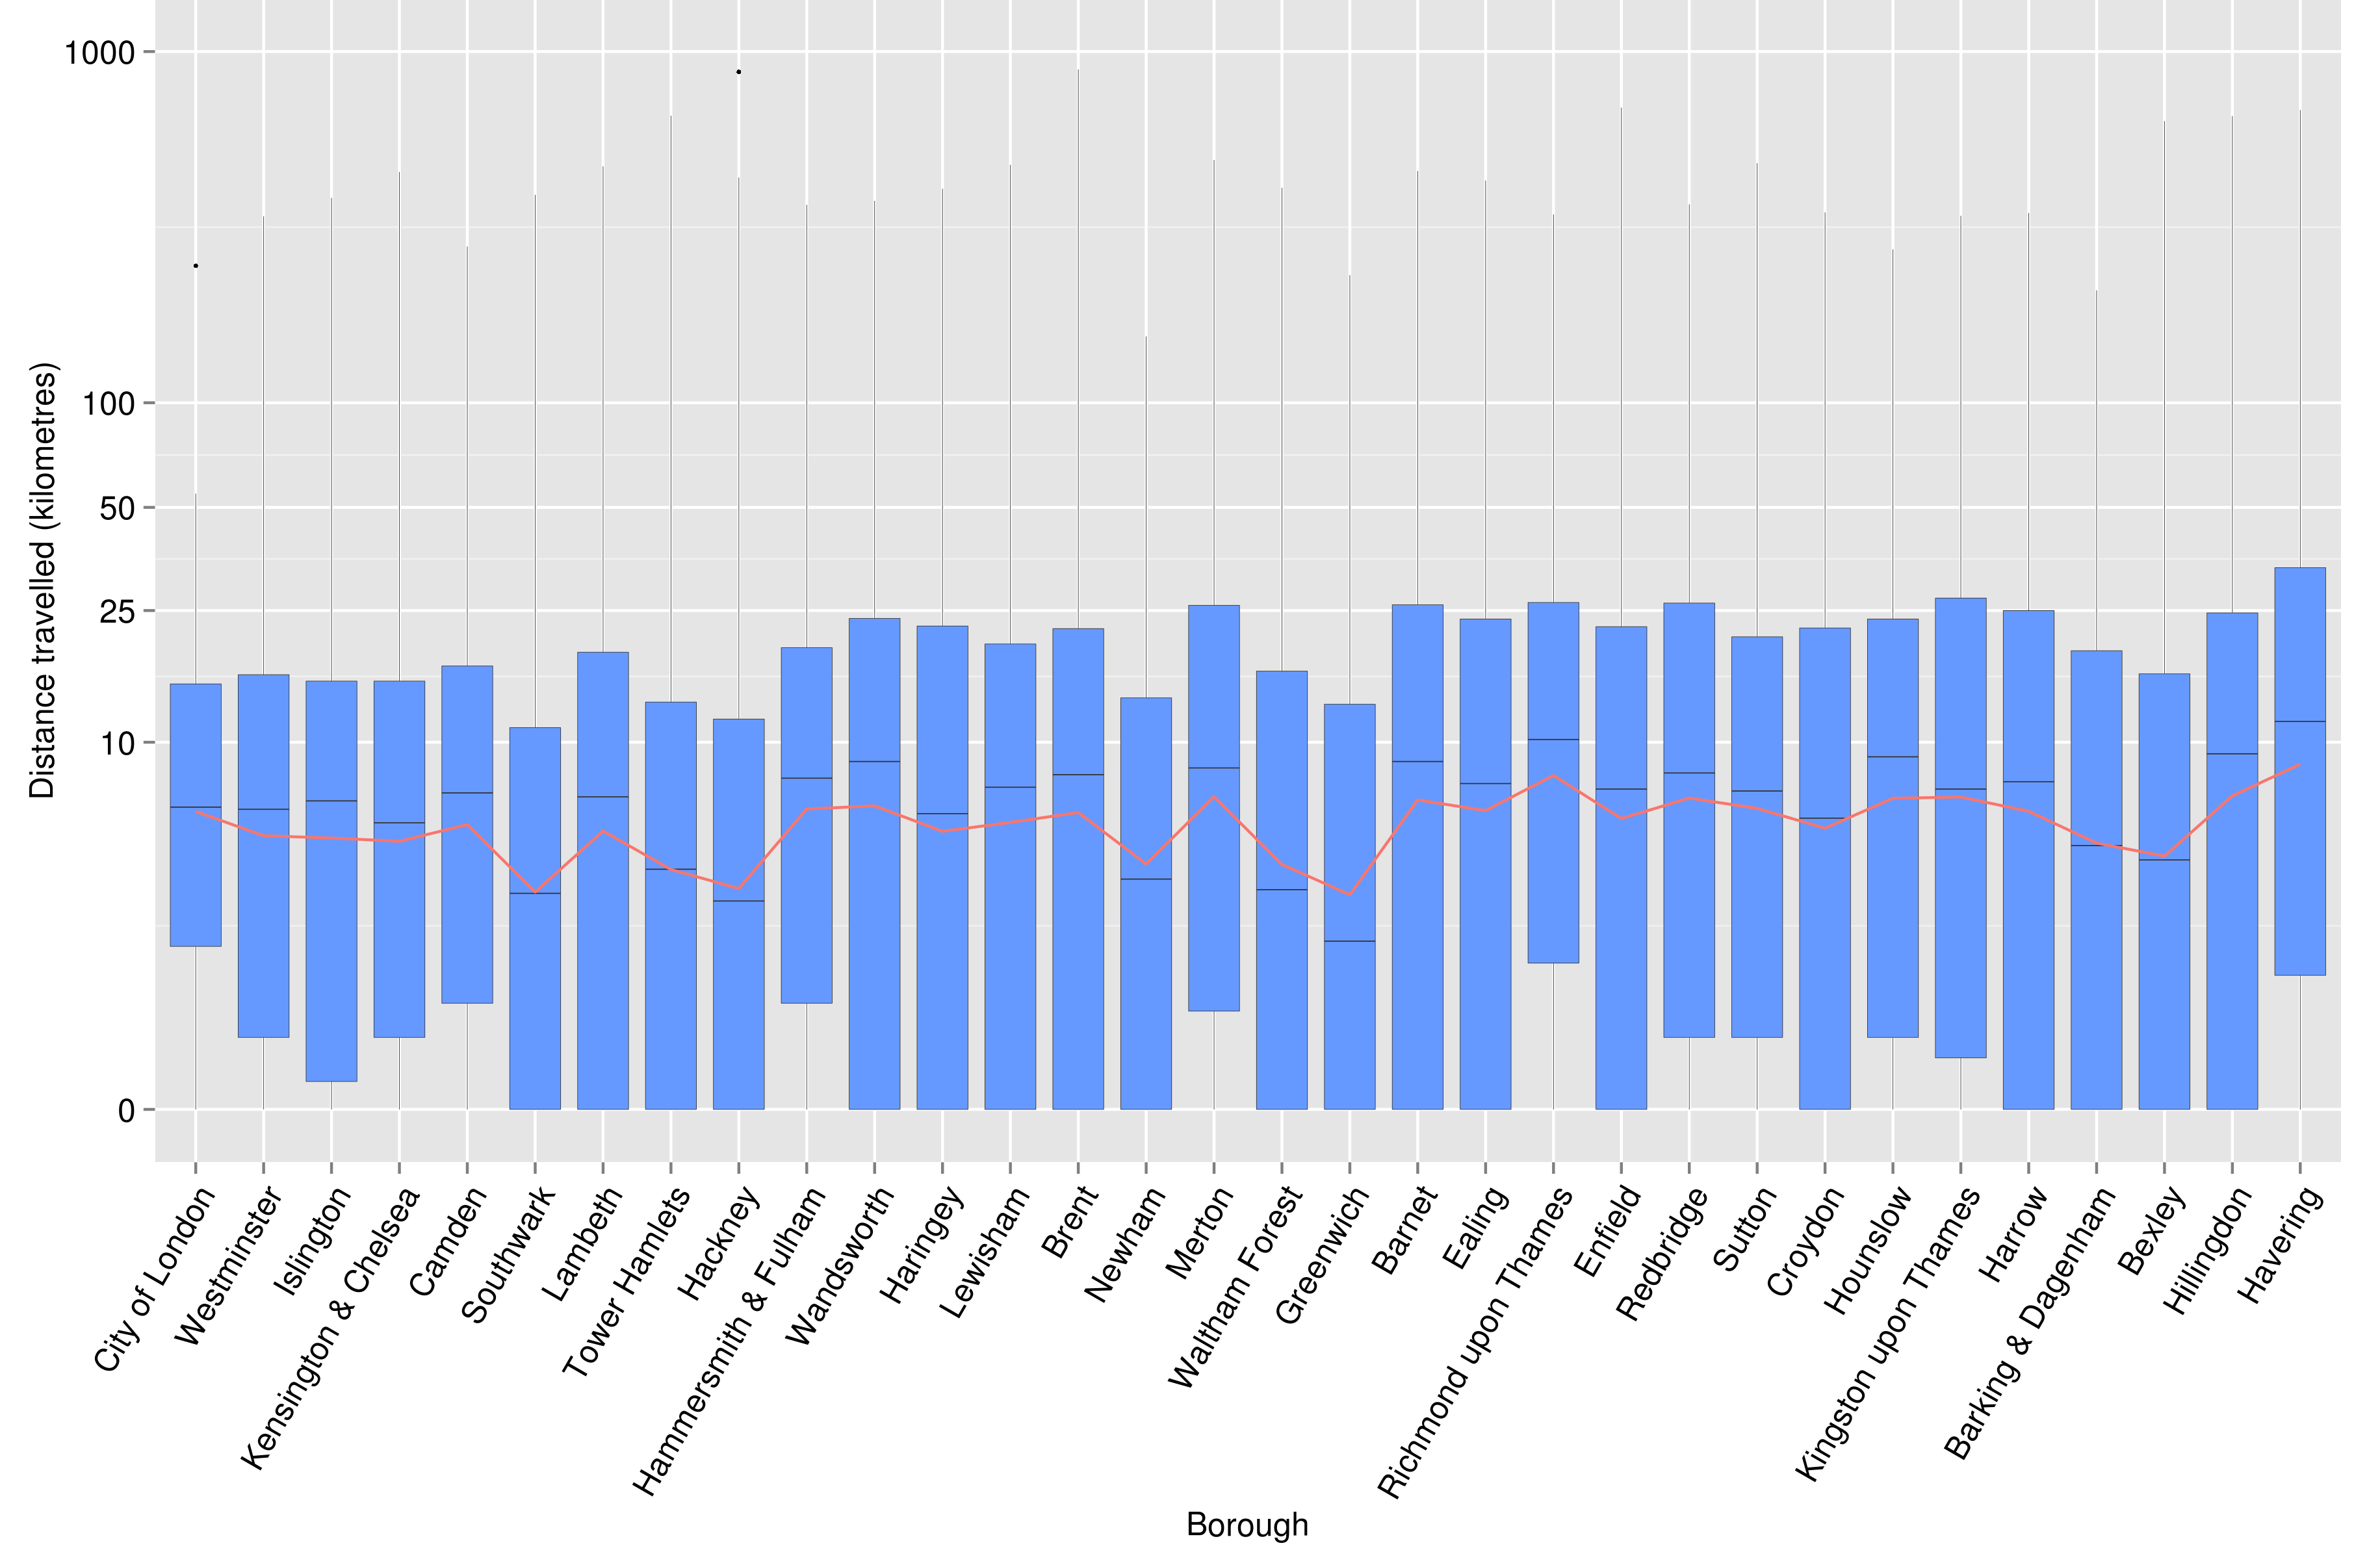 Distance travelled (kilometres)
1000
100
50
25
10
0
City of London
Westminster
Islington
Kensington & Chelsea
Camden
Southwark
Lambeth
Tower Hamlets
Hackney
Hammersmith & Fulham
Wandsworth
Haringey
Lewisham
Brent
Newham
Merton
Waltham Forest
Greenwich
Barnet
Ealing
Richmond upon Thames
Enfield
Redbridge
Sutton
Croydon
Hounslow
Kingston upon Thames
Harrow
Barking & Dagenham
Bexley
Hillingdon
Havering
Borough